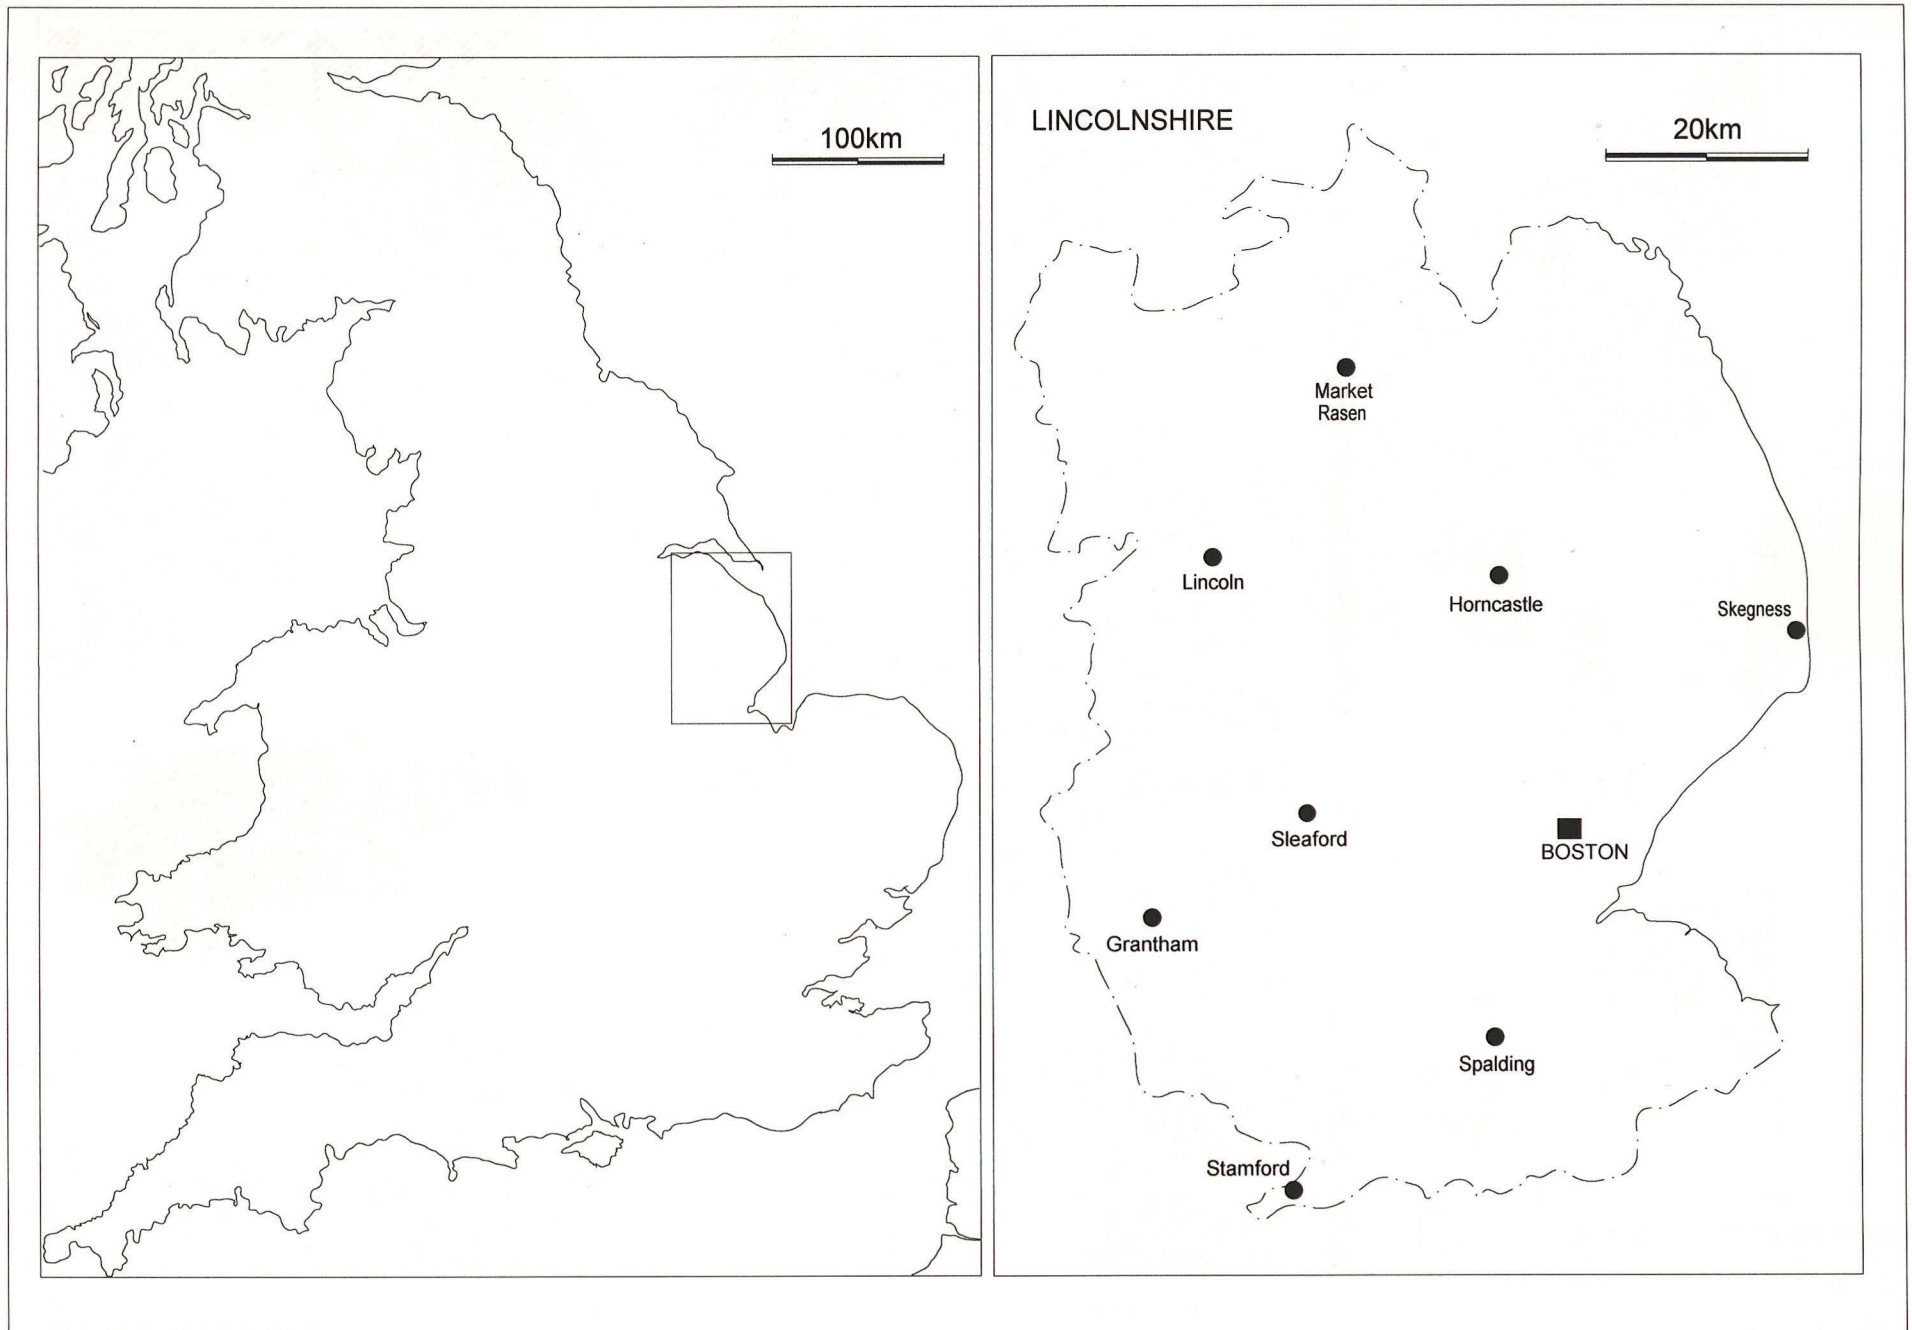 100km
LINCOLNSHIRE
20km
Market
Rasen
Lincoln
Horncastle
Skegness
Sleaford
BOSTON
Grantham
Spalding
Stamford